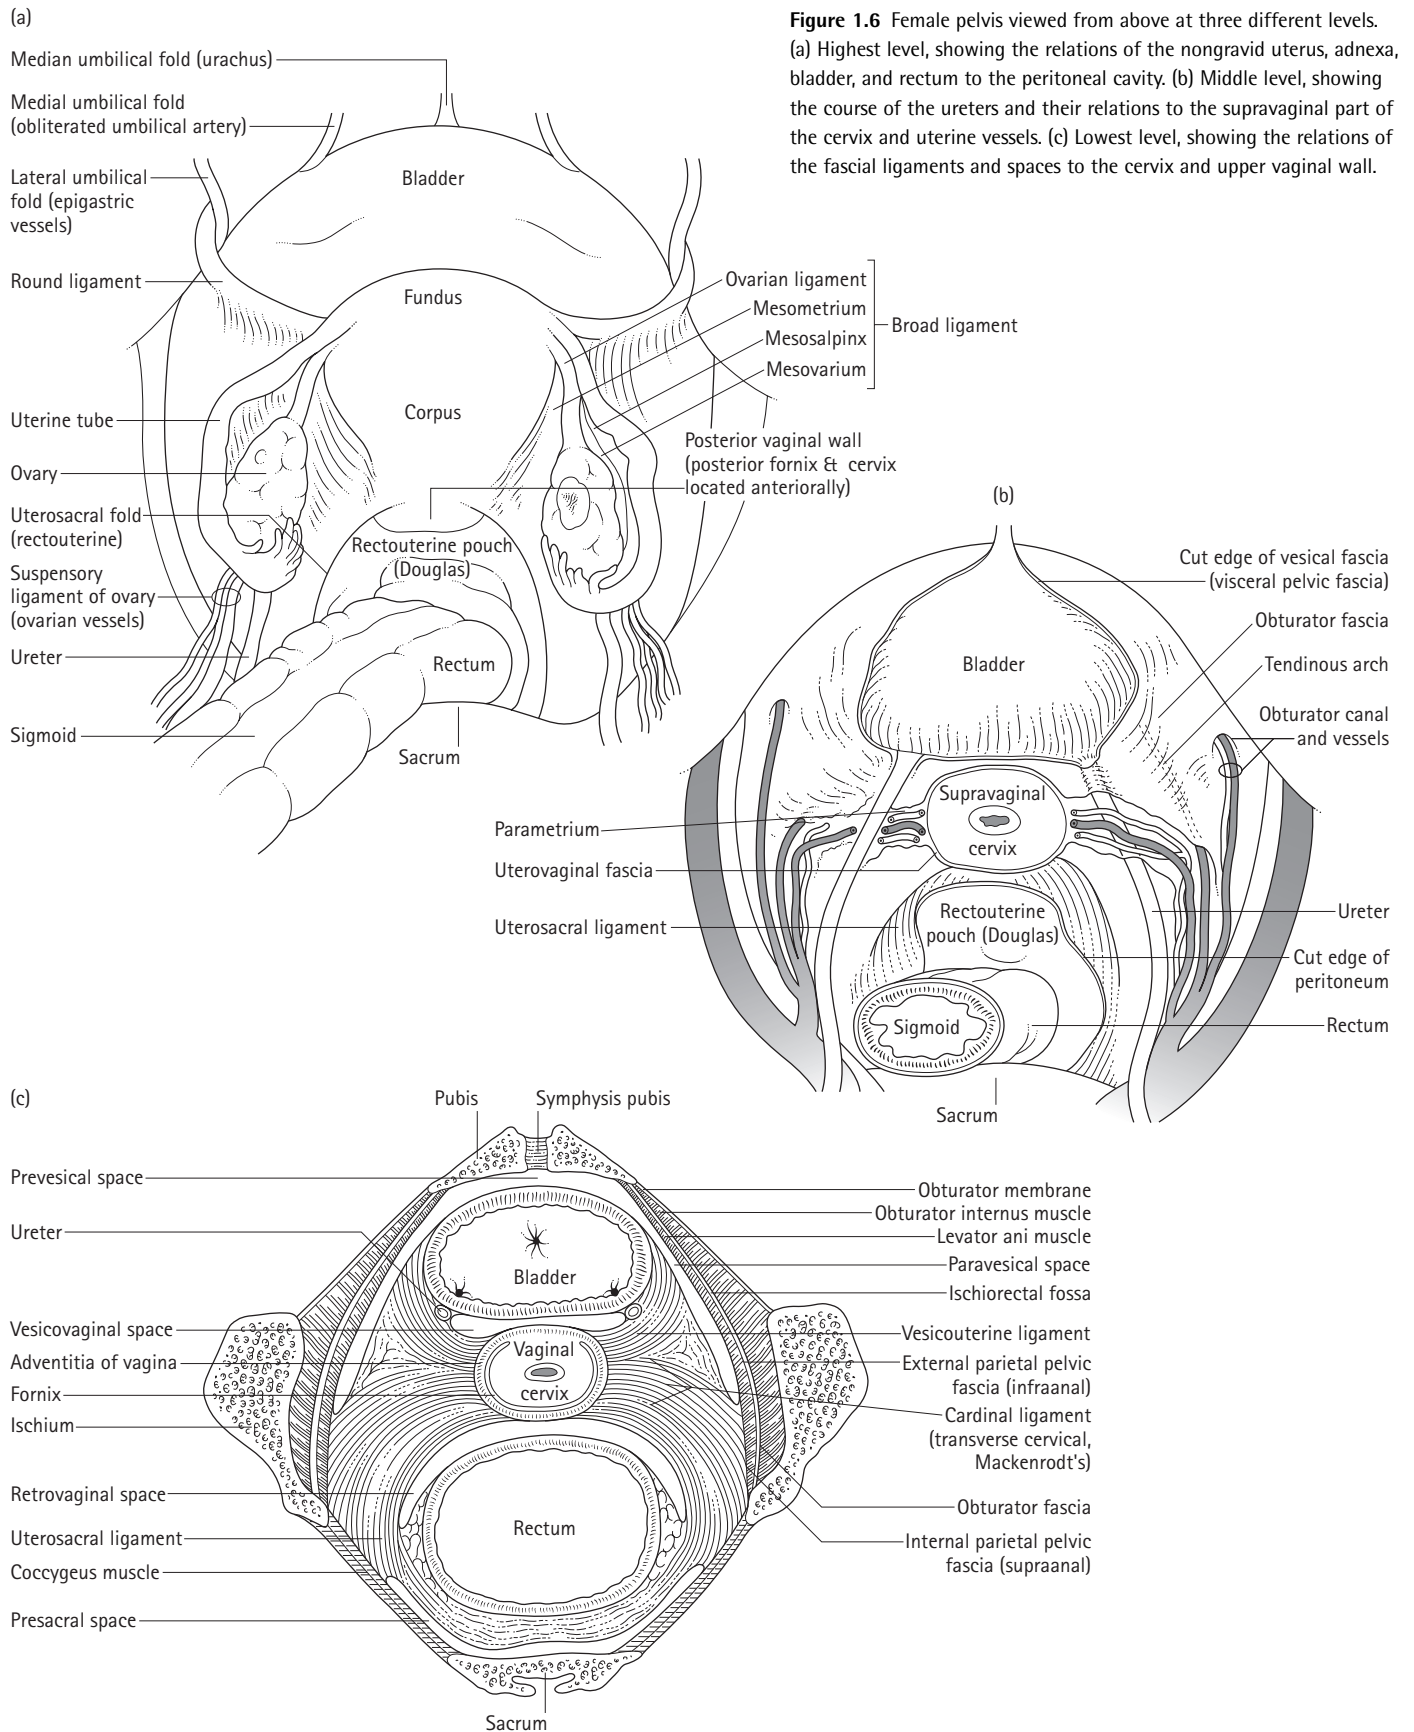 (a)
Figure 1.6 Female pelvis viewed from above at three different levels.
(a) Highest level, showing the relations of the nongravid uterus, adnexa,
bladder, and rectum to the peritoneal cavity. (b) Middle level, showing
the course of the ureters and their relations to the supravaginal part of
the cervix and uterine vessels. (c) Lowest level, showing the relations of
the fascial ligaments and spaces to the cervix and upper vaginal wall.
Median umbilical fold (urachus)
Medial umbilical fold
(obliterated umbilical artery)
Lateral umbilical
fold (epigastric
vessels)
Round ligament
Uterine tube
Ovary
Uterosacral fold
(rectouterine)
Suspensory
ligament of ovary
(ovarian vessels)
Ureter
Sigmoid
Bladder
Fundus
Corpus
Rectouterine pouch
(Douglas)
Rectum
Sacrum
Ovarian ligament
Mesometrium
Mesosalpinx
Mesovarium
Broad ligament
Posterior vaginal wall
(posterior fornix & cervix
located anteriorally)
(b)
Cut edge of vesical fascia
(visceral pelvic fascia)
Obturator fascia
Tendinous arch
Obturator canal
and vessels
Bladder
Supravaginal
cervix
Parametrium
Uterovaginal fascia
Uterosacral ligament
Rectouterine
pouch (Douglas)
Ureter
Cut edge of
peritoneum
Rectum
Sigmoid
Sacrum
(c)
Pubis
Symphysis pubis
Prevesical space
Ureter
Vesicovaginal space
Adventitia of vagina
Fornix
Ischium
Retrovaginal space
Uterosacral ligament
Coccygeus muscle
Presacral space
Bladder
Vaginal
cervix
Rectum
Sacrum
Obturator membrane
Obturator internus muscle
Levator ani muscle
Paravesical space
Ischiorectal fossa
Vesicouterine ligament
External parietal pelvic
fascia (infraanal)
Cardinal ligament
(transverse cervical,
Mackenrodt's)
Obturator fascia
Internal parietal pelvic
fascia (supraanal)